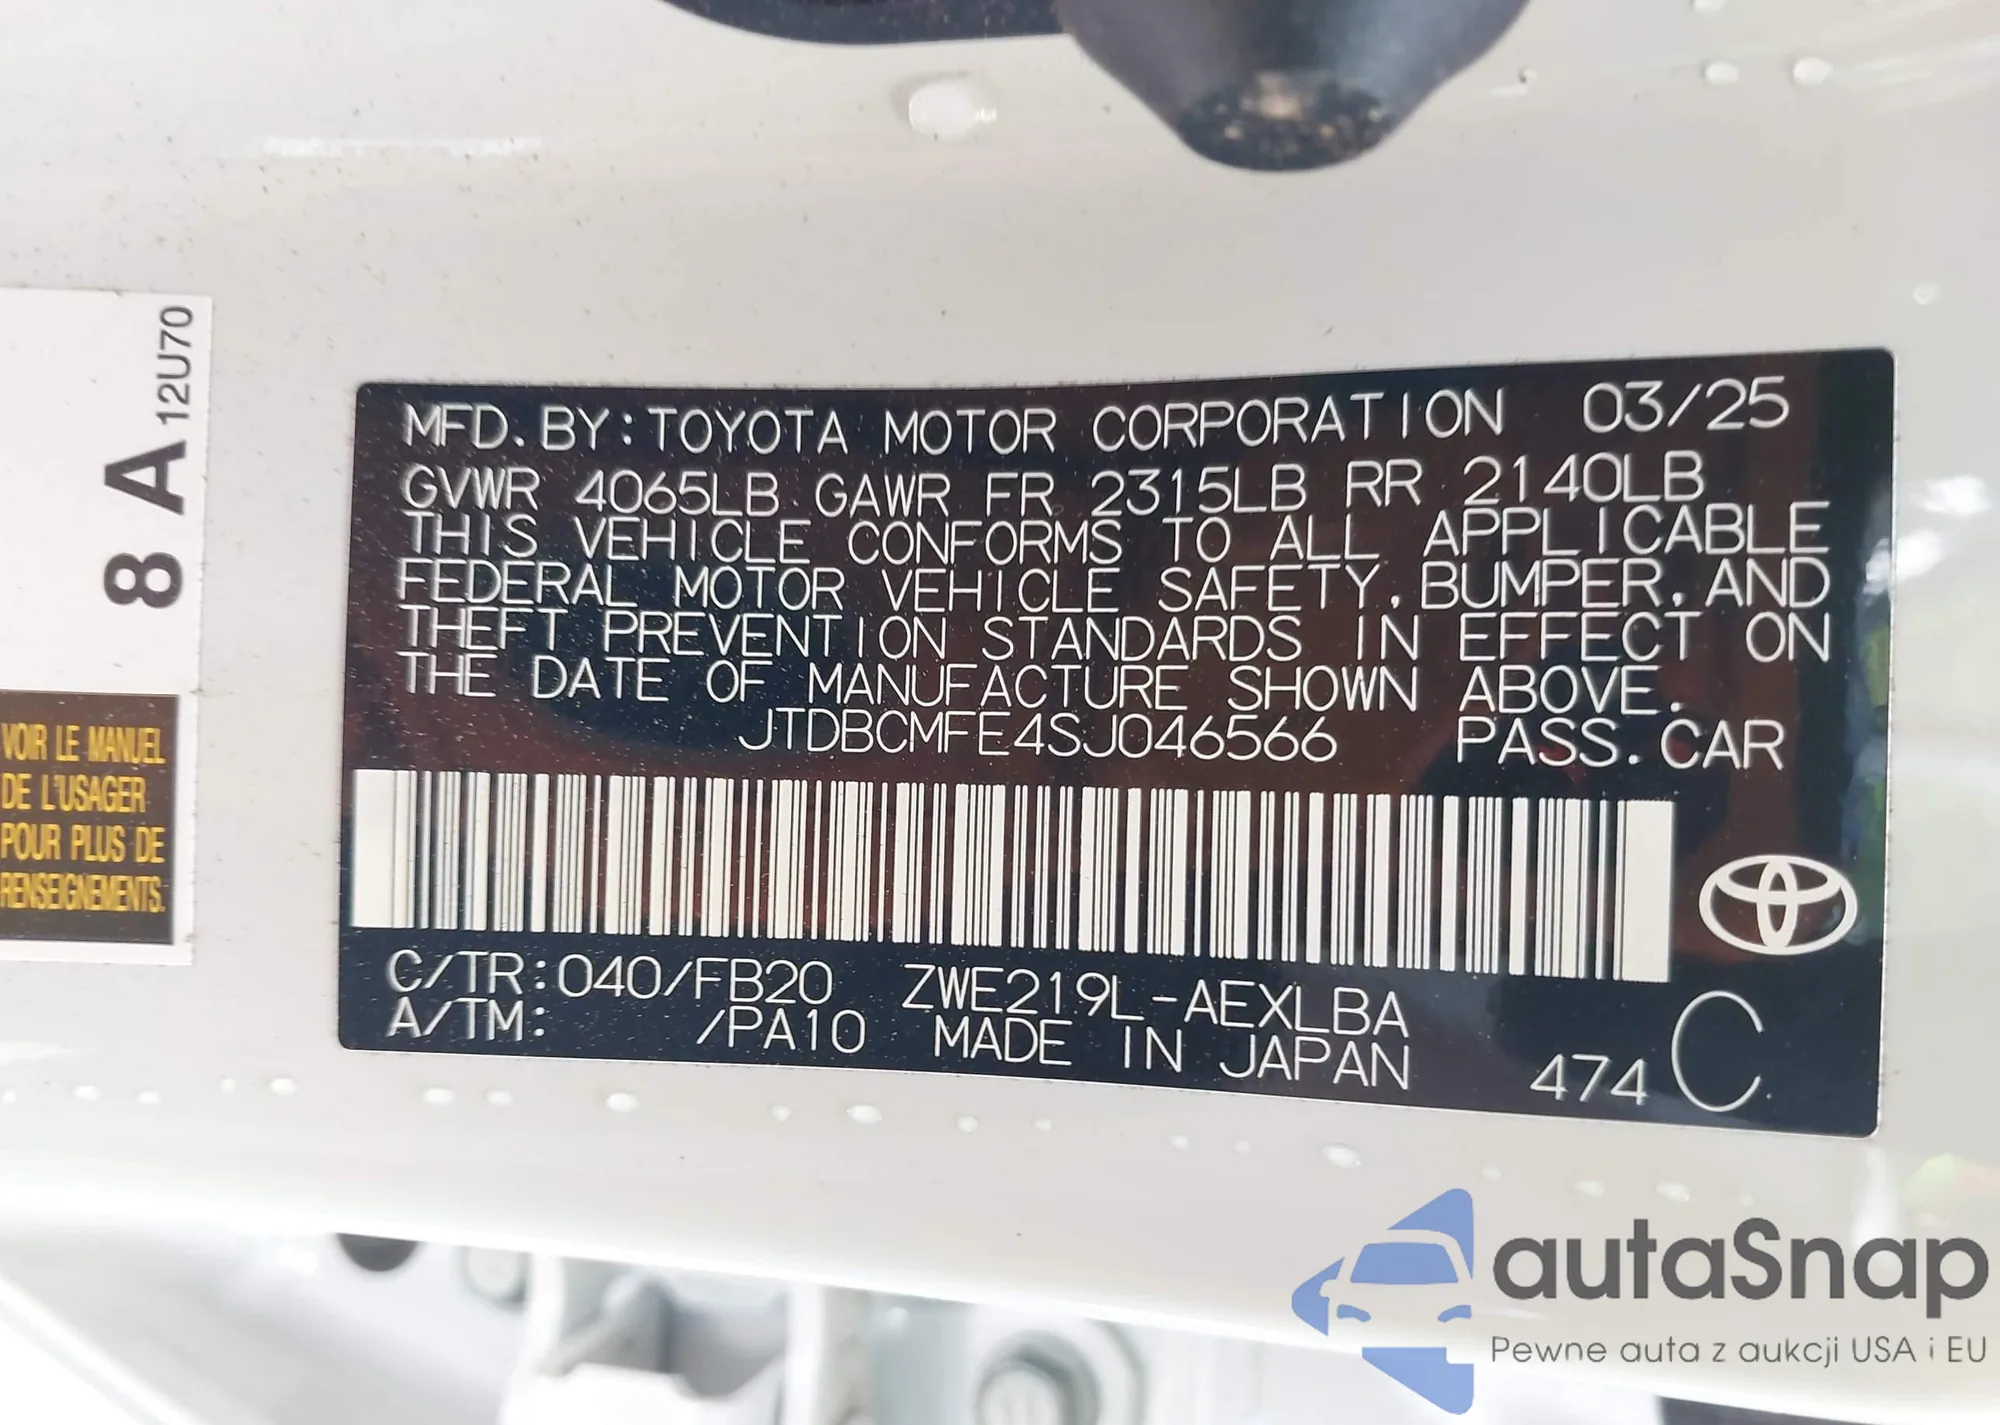 12U70
8 A
VOIR LE MANUEL
DE L'USAGER
POUR PLUS DE
RENSEIGNEMENTS.
MFD. BY: TOYOTA MOTOR CORPORATION 03/25
GVWR 4065LB GAWR FR 2315LB RR 2140LB
THIS VEHICLE CONFORMS TO ALL APPLICABLE
FEDERAL MOTOR VEHICLE SAFETY, BUMPER, AND
THEFT PREVENTION STANDARDS IN EFFECT ON
THE DATE OF MANUFACTURE SHOWN ABOVE.
JTDBCMFE4SJ046566 PASS. CAR
C/TR: 040/FB20 ZWE219L-AEXLBA
A/TM: /PA10 MADE IN JAPAN 474 C
autaSnap
Pewne auta z aukcji USA i EU